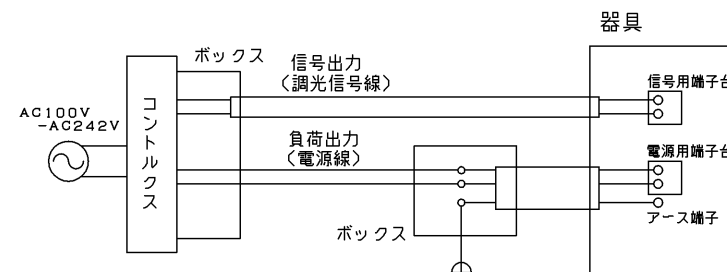 器具
ボックス
信号出力
（調光信号線）
信号用端子台
AC100V
-AC242V
コントルクス
負荷出力
（電源線）
電源用端子台
ボックス
アース端子